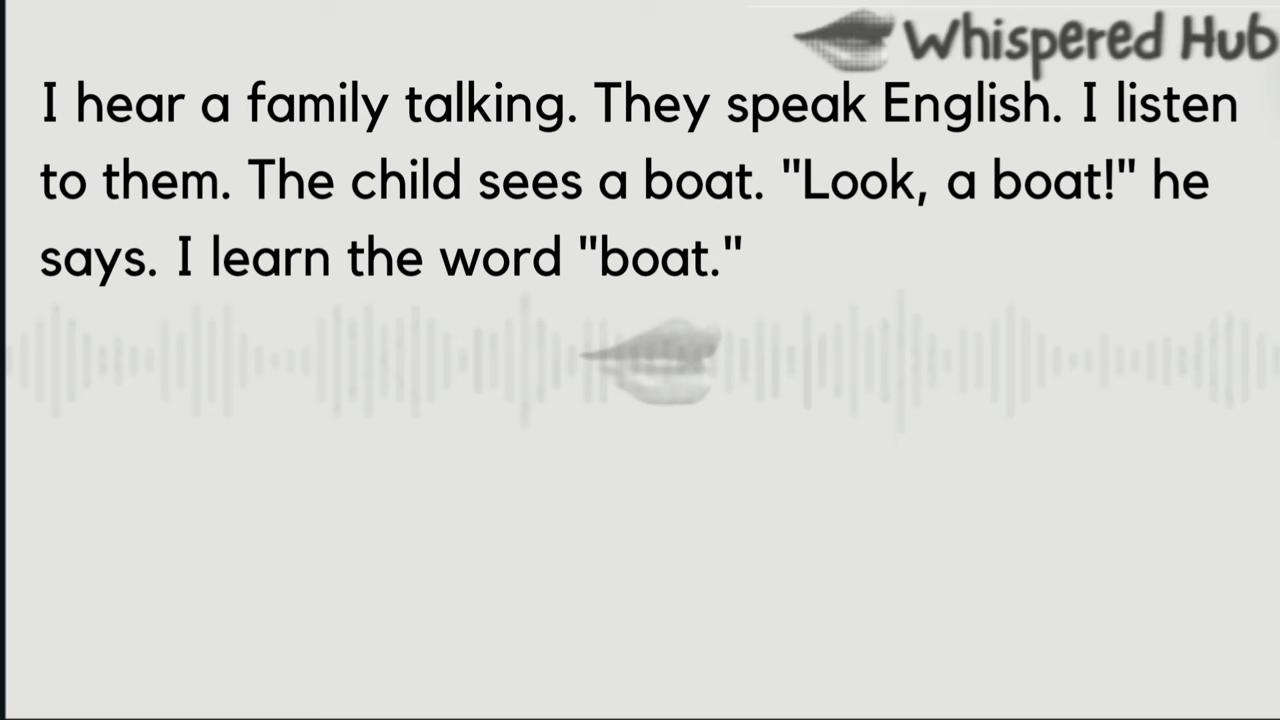 Whispered Hub
I hear a family talking. They speak English. I listen
to them. The child sees a boat. "Look, a boat!" he
says. I learn the word "boat."